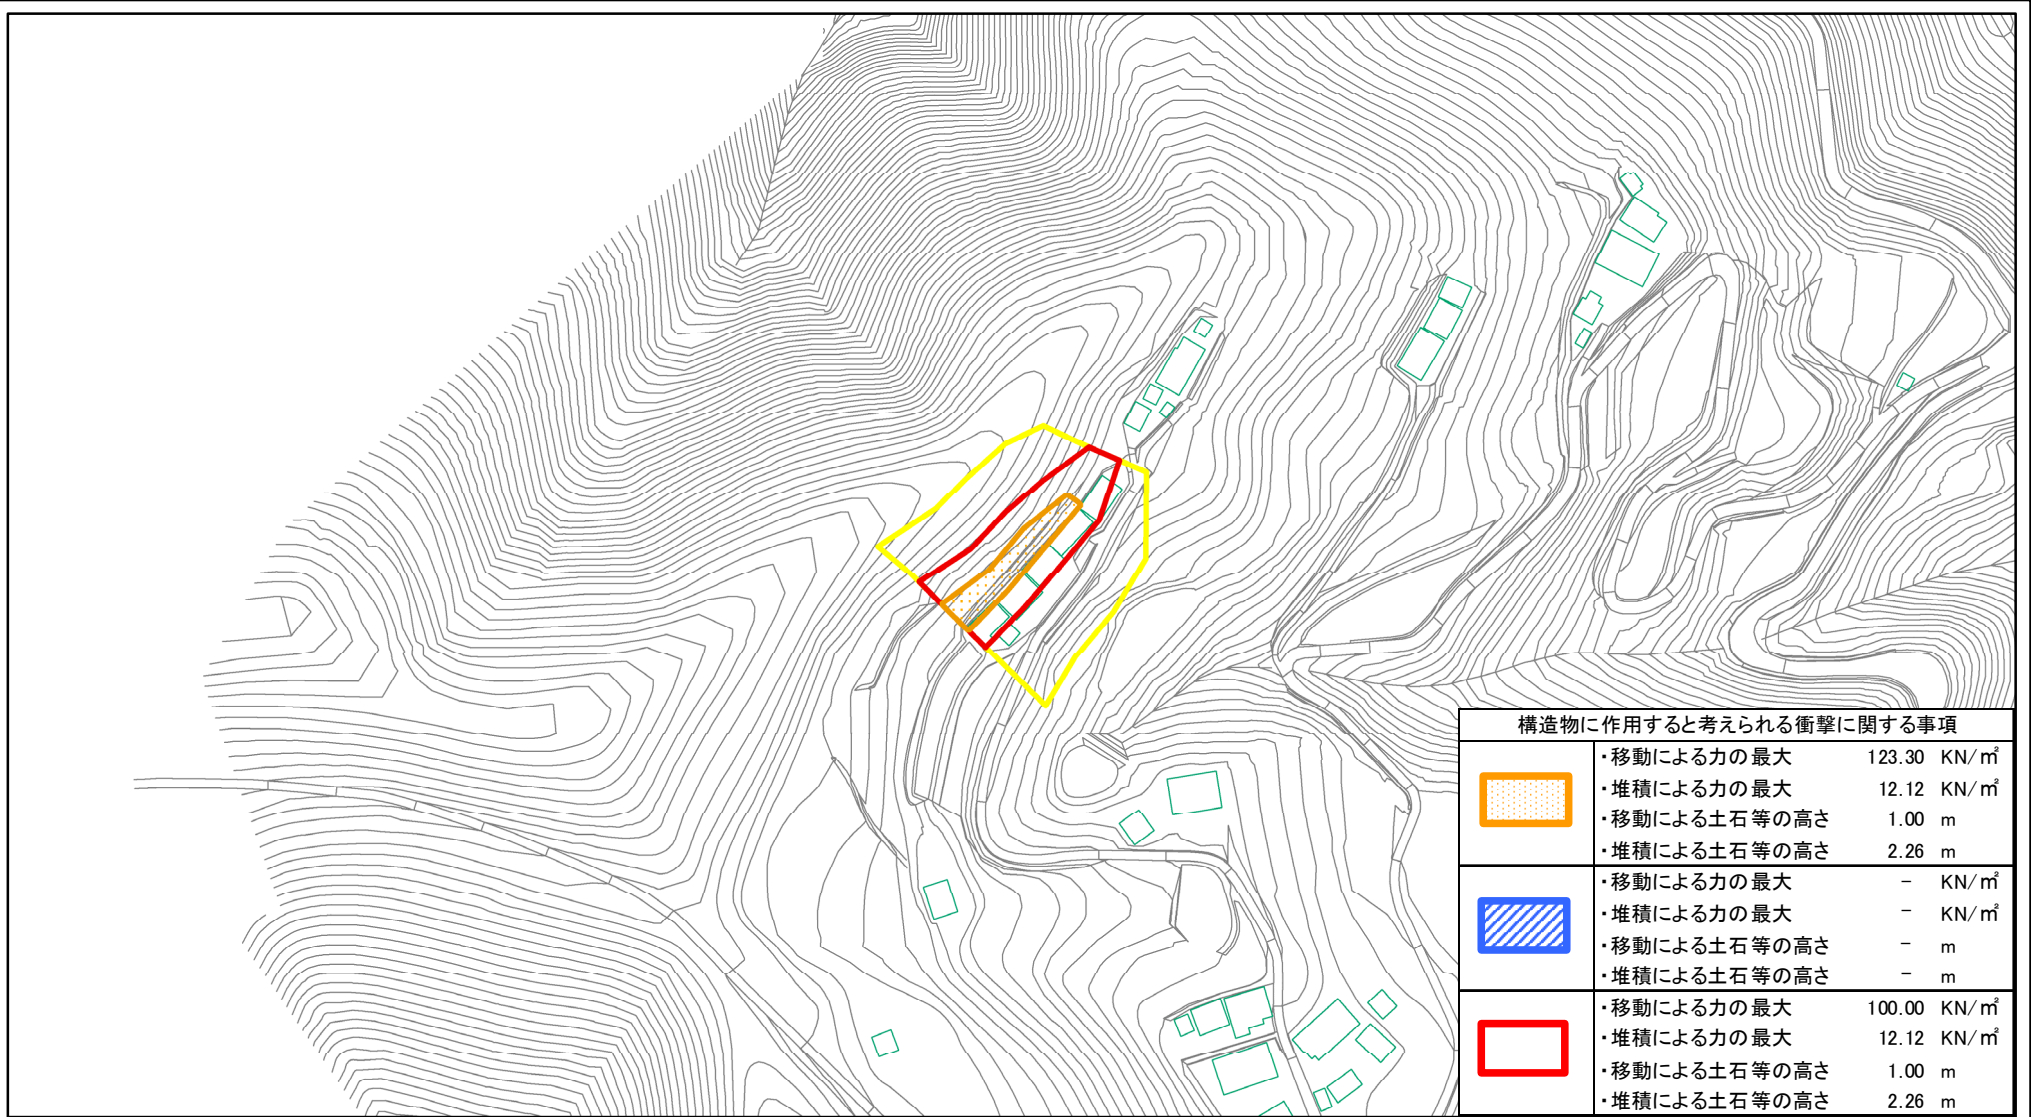 構造物に作用すると考えられる衝撃に関する事項
・移動による力の最大 123.30 KN/㎡
・堆積による力の最大 12.12 KN/㎡
・移動による土石等の高さ 1.00 m
・堆積による土石等の高さ 2.26 m
・移動による力の最大 － KN/㎡
・堆積による力の最大 － KN/㎡
・移動による土石等の高さ － m
・堆積による土石等の高さ － m
・移動による力の最大 100.00 KN/㎡
・堆積による力の最大 12.12 KN/㎡
・移動による土石等の高さ 1.00 m
・堆積による土石等の高さ 2.26 m